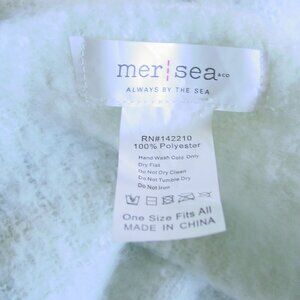 mer|sea & co
ALWAYS BY THE SEA
RN#142210
100% Polyester
Hand Wash Cold Only
Dry Flat
Do Not Dry Clean
Do Not Tumble Dry
Do Not Iron
One Size Fits All
MADE IN CHINA